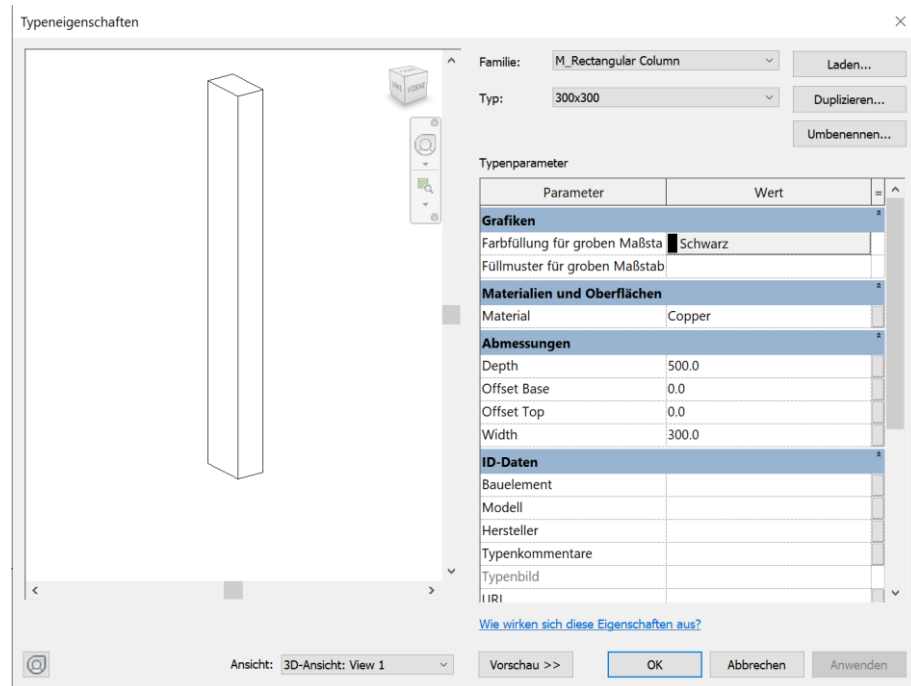 Typeneigenschaften
Familie: M_Rectangular Column Laden...
Typ: 300x300 Duplizieren...
Umbenennen...
Typenparameter
Parameter Wert =
Grafiken
Farbfüllung für groben Maßsta Schwarz
Füllmuster für groben Maßstab
Materialien und Oberflächen
Material Copper
Abmessungen
Depth 500.0
Offset Base 0.0
Offset Top 0.0
Width 300.0
ID-Daten
Bauelement
Modell
Hersteller
Typenkommentare
Typenbild
URL
Wie wirken sich diese Eigenschaften aus?
Ansicht: 3D-Ansicht: View 1 Vorschau >> OK Abbrechen Anwenden